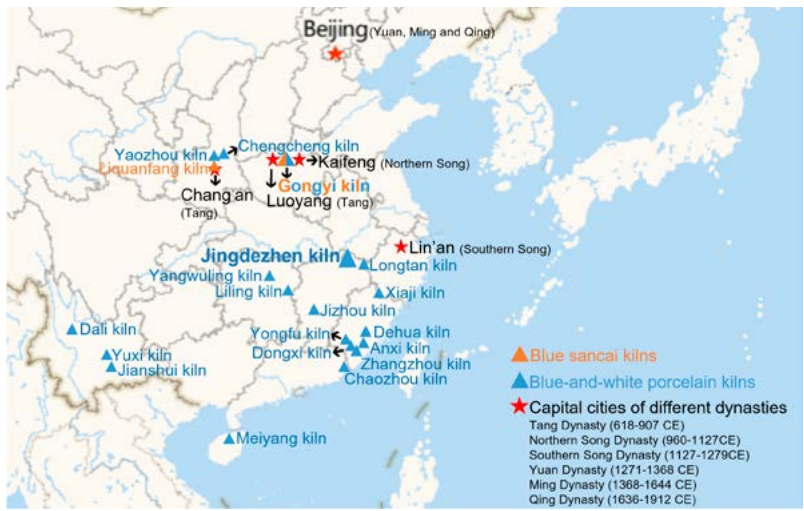 Beijing (Yuan, Ming and Qing)
Chengcheng kiln
Yaozhou kiln
Liquanfang kiln
Kaifeng (Northern Song)
Gongyi kiln
Chang an
(Tang)
Luoyang (Tang)
Lin'an (Southern Song)
Jingdezhen kiln
Longtan kiln
Yangwuling kiln
Liling kiln
Xiaji kiln
Jizhou kiln
Dali kiln
Yongfu kiln
Dehua kiln
Dongxi kiln
Anxi kiln
Yuxi kiln
Zhangzhou kiln
Jianshui kiln
Chaozhou kiln
Meiyang kiln
Blue sancai kilns
Blue-and-white porcelain kilns
Capital cities of different dynasties
Tang Dynasty (618-907 CE)
Northern Song Dynasty (960-1127CE)
Southern Song Dynasty (1127-1279CE)
Yuan Dynasty (1271-1368 CE)
Ming Dynasty (1368-1644 CE)
Qing Dynasty (1636-1912 CE)